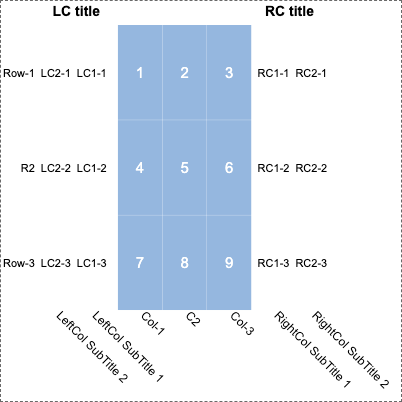 LC title RC title
Row-1 LC2-1 LC1-1 1 2 3 RC1-1 RC2-1
R2 LC2-2 LC1-2 4 5 6 RC1-2 RC2-2
Row-3 LC2-3 LC1-3 7 8 9 RC1-3 RC2-3
LeftCol SubTitle 2
LeftCol SubTitle 1
Col-1
C2
Col-3
RightCol SubTitle 1
RightCol SubTitle 2